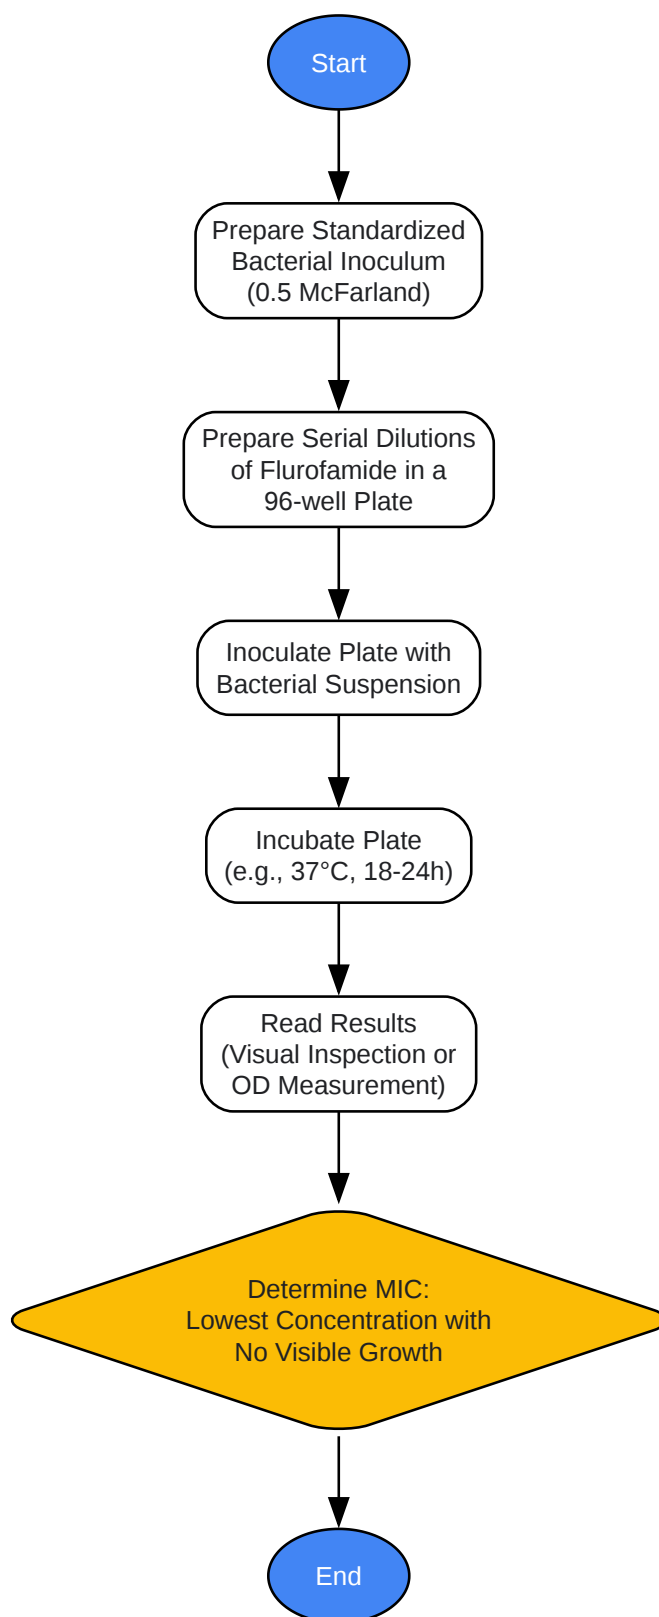 Start
Prepare Standardized
Bacterial Inoculum
(0.5 McFarland)
Prepare Serial Dilutions
of Flurofamide in a
96-well Plate
Inoculate Plate with
Bacterial Suspension
Incubate Plate
(e.g., 37°C, 18-24h)
Read Results
(Visual Inspection or
OD Measurement)
Determine MIC:
Lowest Concentration with
No Visible Growth
End